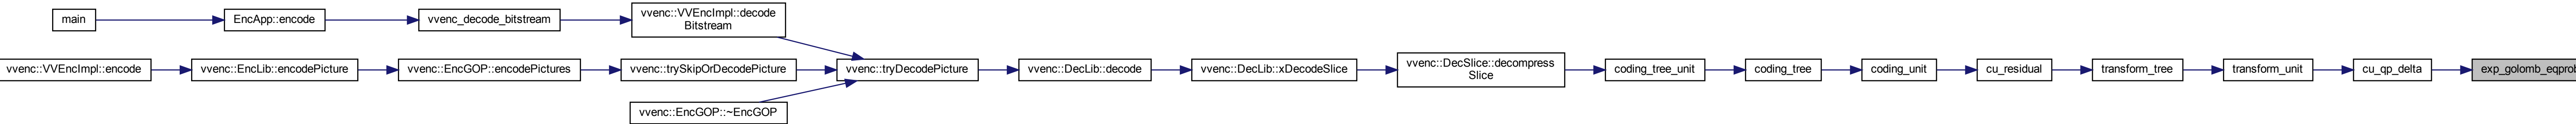 main
EncApp::encode
vvenc_decode_bitstream
vvenc::VVEncImpl::decode
Bitstream
vvenc::VVEncImpl::encode
vvenc::EncLib::encodePicture
vvenc::EncGOP::encodePictures
vvenc::trySkipOrDecodePicture
vvenc::tryDecodePicture
vvenc::DecLib::decode
vvenc::DecLib::xDecodeSlice
vvenc::DecSlice::decompress
Slice
coding_tree_unit
coding_tree
coding_unit
cu_residual
transform_tree
transform_unit
cu_qp_delta
exp_golomb_eqprob
vvenc::EncGOP::~EncGOP